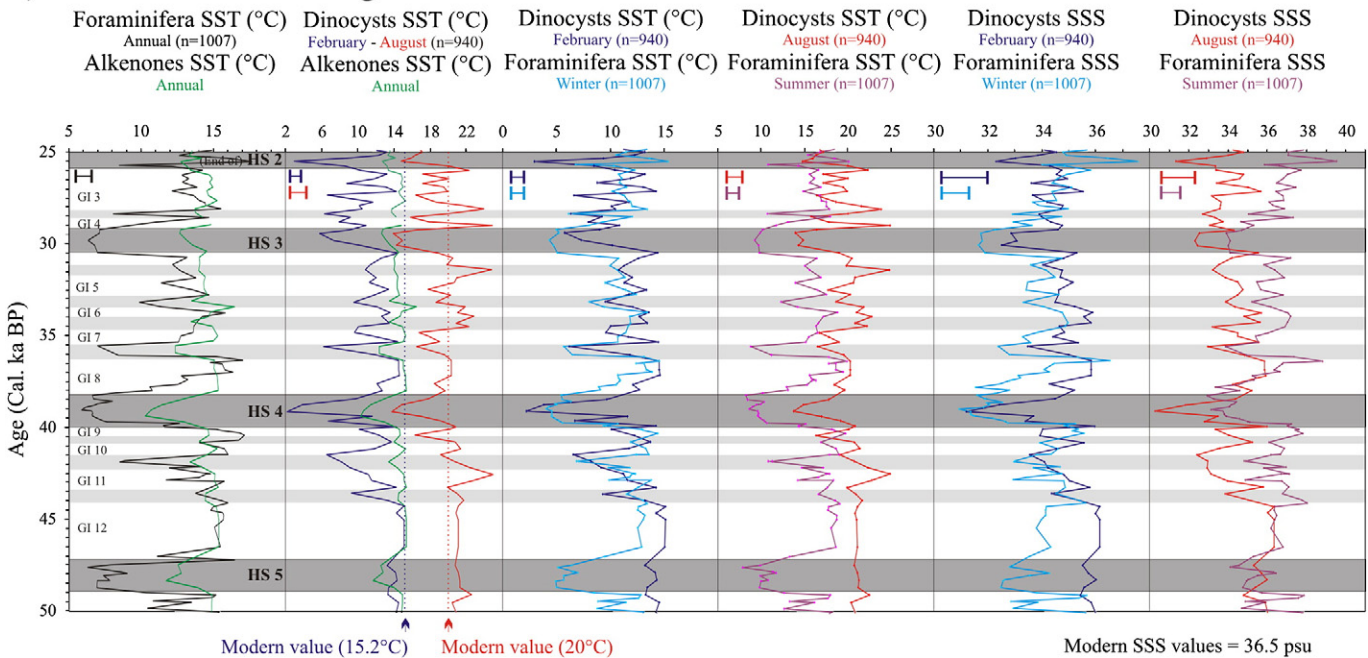 Foraminifera SST (°C)
Annual (n=1007)
Alkenones SST (°C)
Annual
Dinocysts SST (°C)
February - August (n=940)
Alkenones SST (°C)
Annual
Dinocysts SST (°C)
February (n=940)
Foraminifera SST (°C)
Winter (n=1007)
Dinocysts SST (°C)
August (n=940)
Foraminifera SST (°C)
Summer (n=1007)
Dinocysts SSS
February (n=940)
Foraminifera SSS
Winter (n=1007)
Dinocysts SSS
August (n=940)
Foraminifera SSS
Summer (n=1007)
5 10 15 2 6 10 14 18 22 0 5 10 15 5 10 15 20 25 30 32 34 36 30 32 34 36 38 40
Age (Cal. ka BP)
25
(End of) HS 2
GI 3
GI 4
30
HS 3
GI 5
GI 6
35
GI 7
GI 8
HS 4
40
GI 9
GI 10
GI 11
45
GI 12
HS 5
50
Modern value (15.2°C)
Modern value (20°C)
Modern SSS values = 36.5 psu